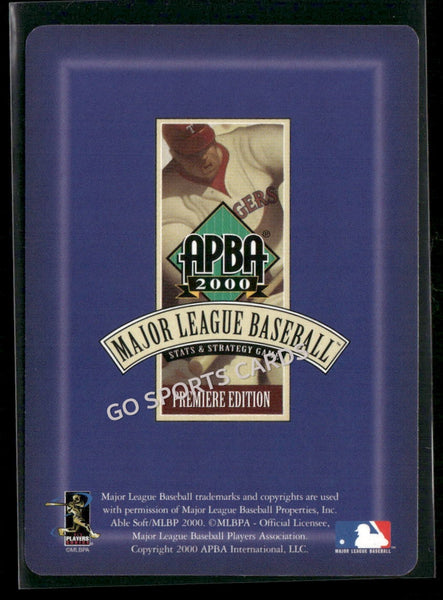 T
GERS
APBA®
2000
MAJOR LEAGUE BASEBALL™
STATS & STRATEGY GAME
GO SPORTS CARDS
PREMIERE EDITION
Major League Baseball trademarks and copyrights are used
with permission of Major League Baseball Properties, Inc.
Able Soft/MLBP 2000. ©MLBPA - Official Licensee,
Major League Baseball Players Association.
Copyright 2000 APBA International, LLC.
PLAYERS
©MLBPA
MAJOR LEAGUE BASEBALL